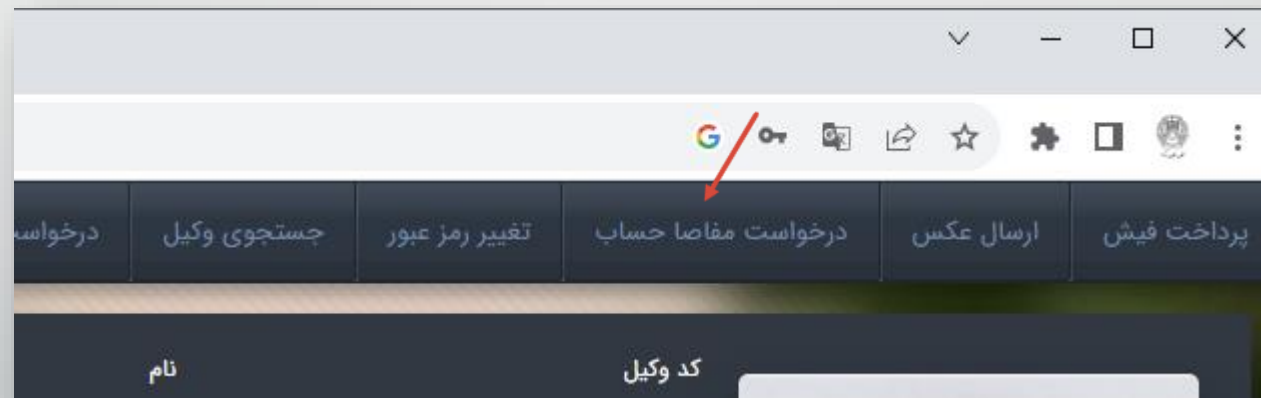 پرداخت فیش ارسال عکس درخواست مفاصا حساب تغییر رمز عبور جستجوی وکیل
کد وکیل نام